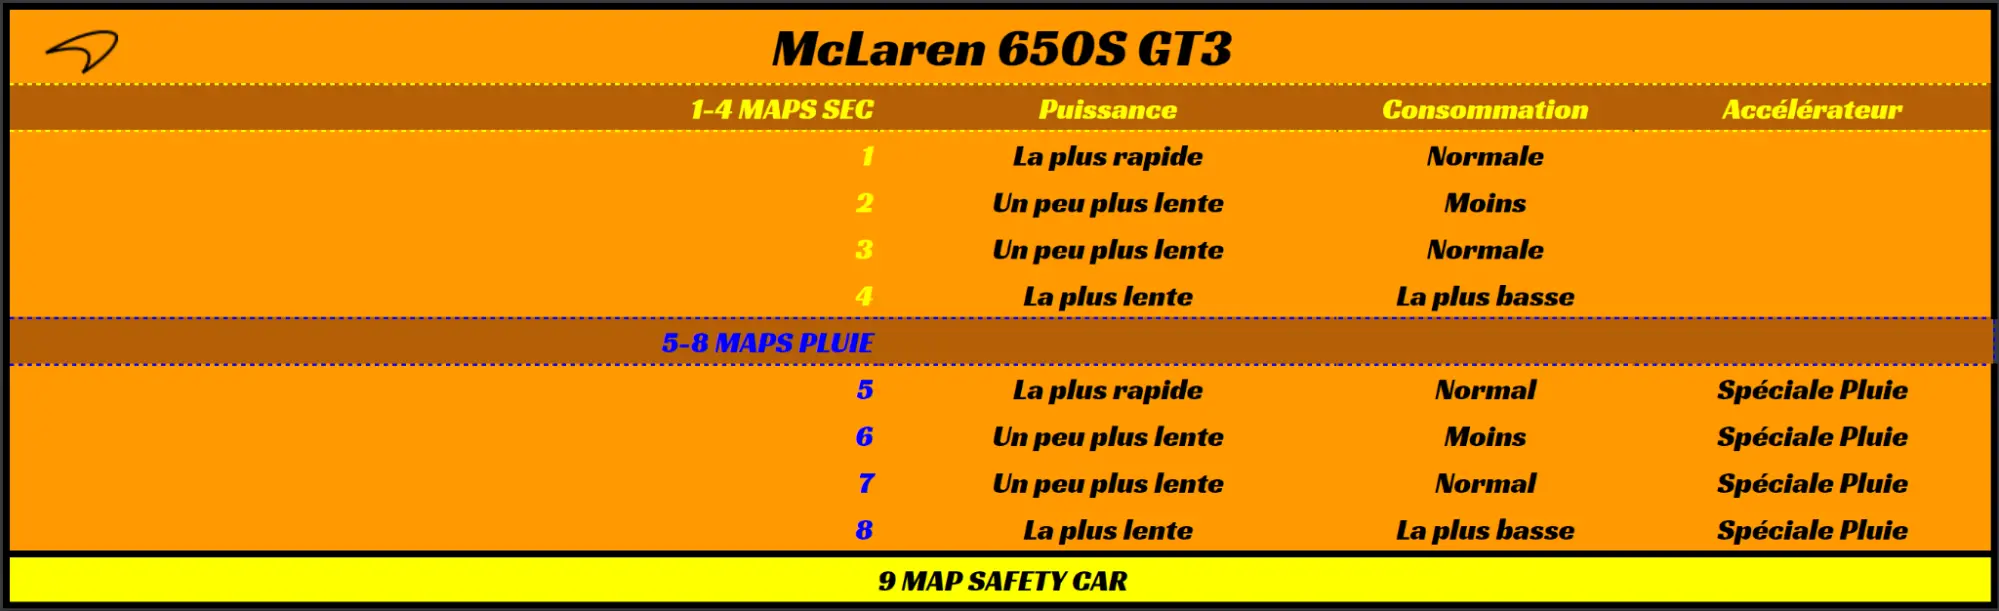 McLaren 650S GT3
1-4 MAPS SEC Puissance Consommation Accélérateur
1 La plus rapide Normale
2 Un peu plus lente Moins
3 Un peu plus lente Normale
4 La plus lente La plus basse
5-8 MAPS PLUIE
5 La plus rapide Normal Spéciale Pluie
6 Un peu plus lente Moins Spéciale Pluie
7 Un peu plus lente Normal Spéciale Pluie
8 La plus lente La plus basse Spéciale Pluie
9 MAP SAFETY CAR